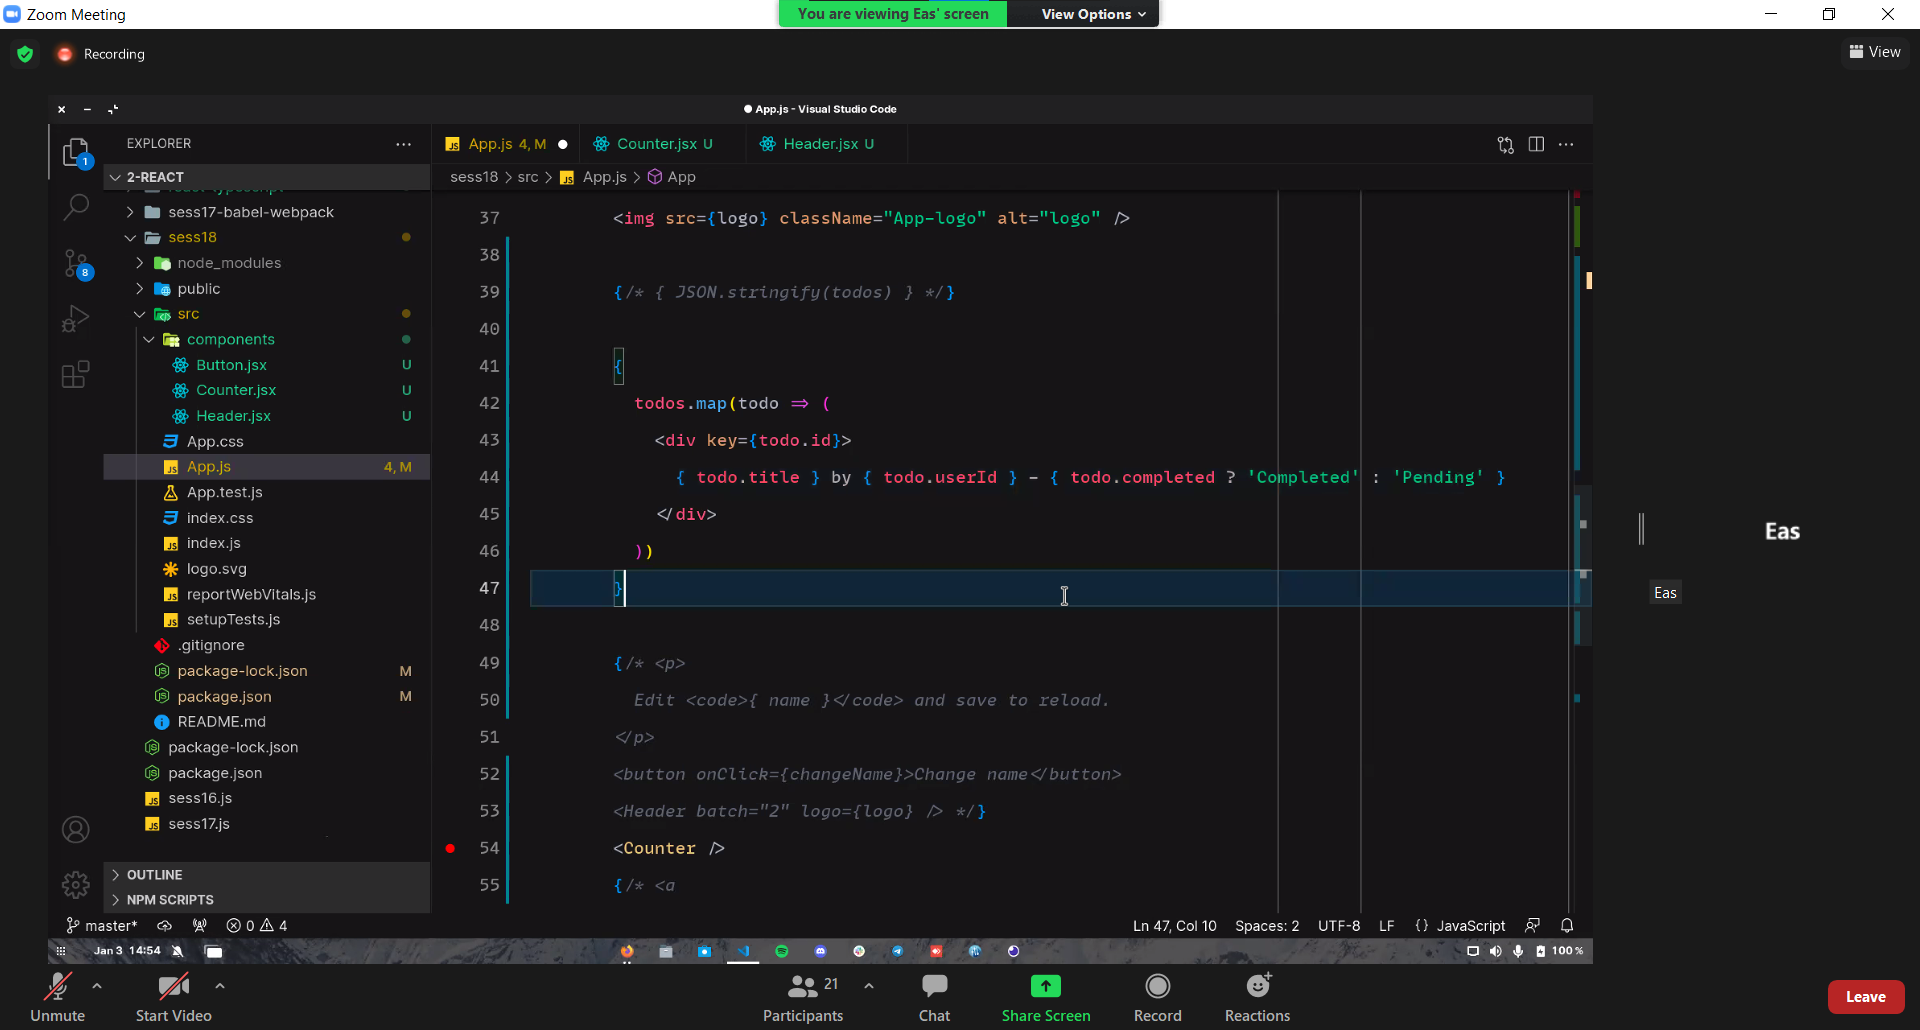 Zoom Meeting
You are viewing Eas' screen
View Options
Recording
View
App.js - Visual Studio Code
EXPLORER
App.js 4, M
Counter.jsx U
Header.jsx U
2-REACT
sess18 > src > App.js > App
react-typescript
sess17-babel-webpack
sess18
node_modules
public
src
components
Button.jsx U
Counter.jsx U
Header.jsx U
App.css
App.js 4, M
App.test.js
index.css
index.js
logo.svg
reportWebVitals.js
setupTests.js
.gitignore
package-lock.json M
package.json M
README.md
package-lock.json
package.json
sess16.js
sess17.js
OUTLINE
NPM SCRIPTS
1
8
37 <img src={logo} className="App-logo" alt="logo" />
38
39 {/* { JSON.stringify(todos) } */}
40
41 {
42 todos.map(todo => (
43 <div key={todo.id}>
44 { todo.title } by { todo.userId } - { todo.completed ? 'Completed' : 'Pending' }
45 </div>
46 ))
47 }
48
49 {/* <p>
50 Edit <code>{ name }</code> and save to reload.
51 </p>
52 <button onClick={changeName}>Change name</button>
53 <Header batch="2" logo={logo} /> */}
54 <Counter />
55 {/* <a
Eas
Eas
master* 0 4
Ln 47, Col 10 Spaces: 2 UTF-8 LF {} JavaScript
Jan 3 14:54
100 %
Unmute
Start Video
21
Participants
Chat
Share Screen
Record
Reactions
Leave